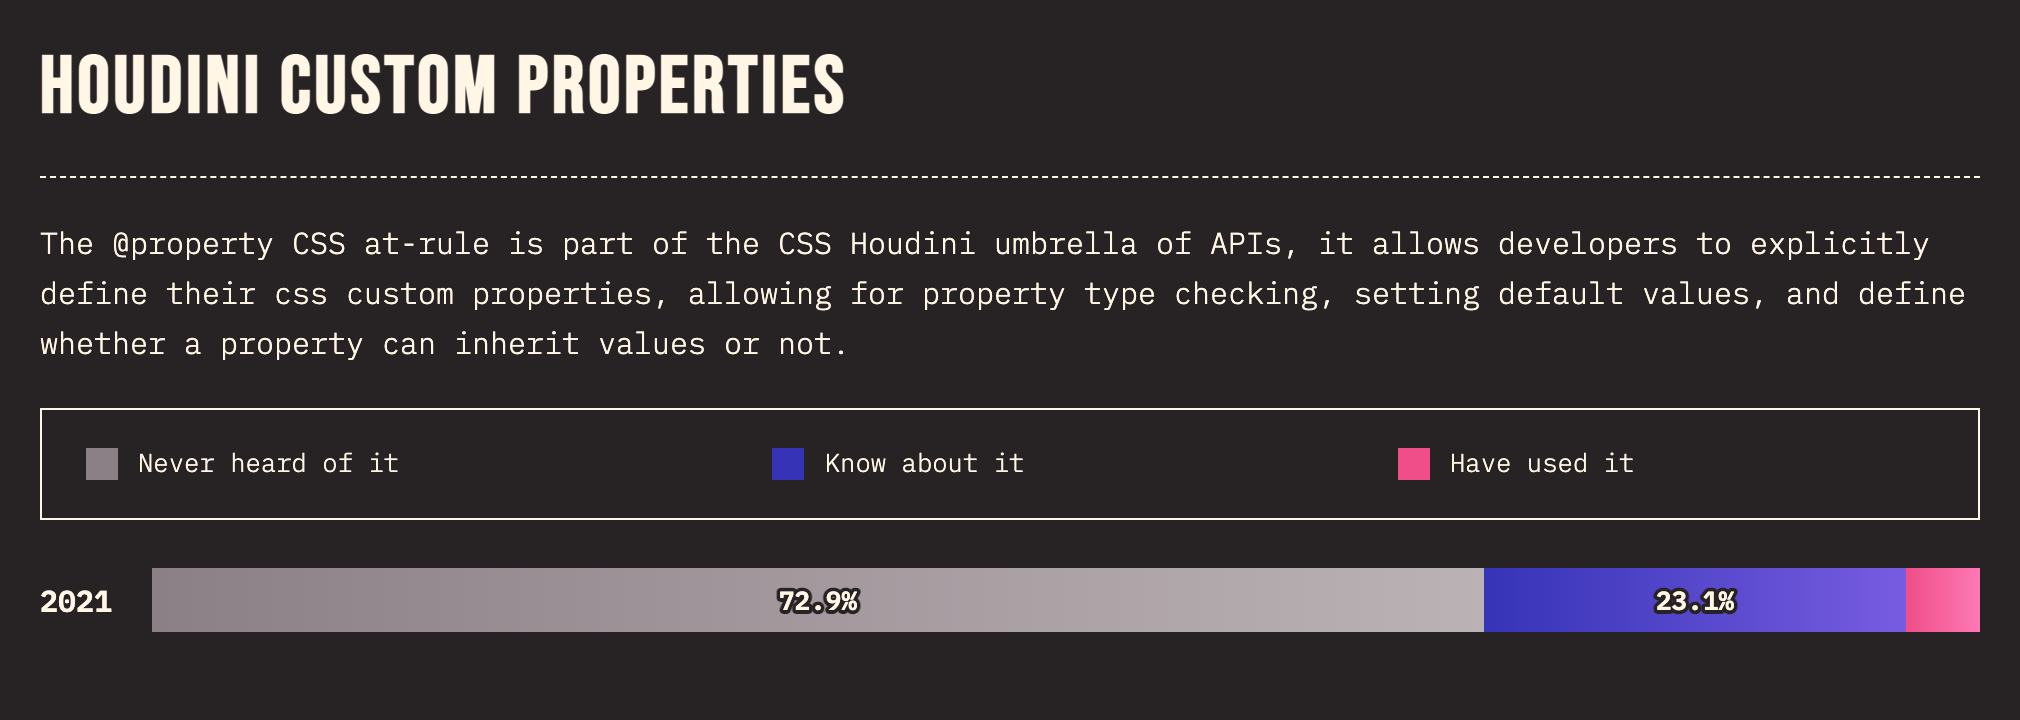 HOUDINI CUSTOM PROPERTIES
The @property CSS at-rule is part of the CSS Houdini umbrella of APIs, it allows developers to explicitly
define their css custom properties, allowing for property type checking, setting default values, and define
whether a property can inherit values or not.
Never heard of it Know about it Have used it
2021 72.9% 23.1%